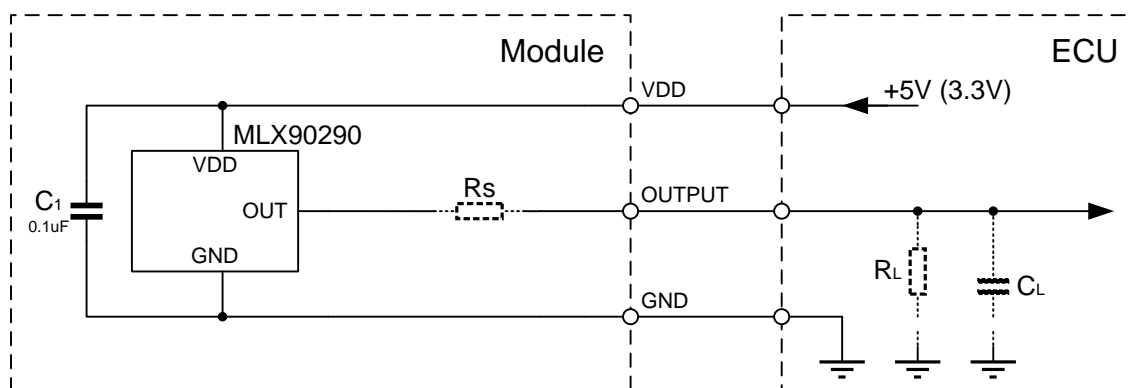 Module
ECU
VDD
+5V (3.3V)
MLX90290
VDD
C1
0.1uF
OUT
Rs
OUTPUT
GND
RL
CL
GND